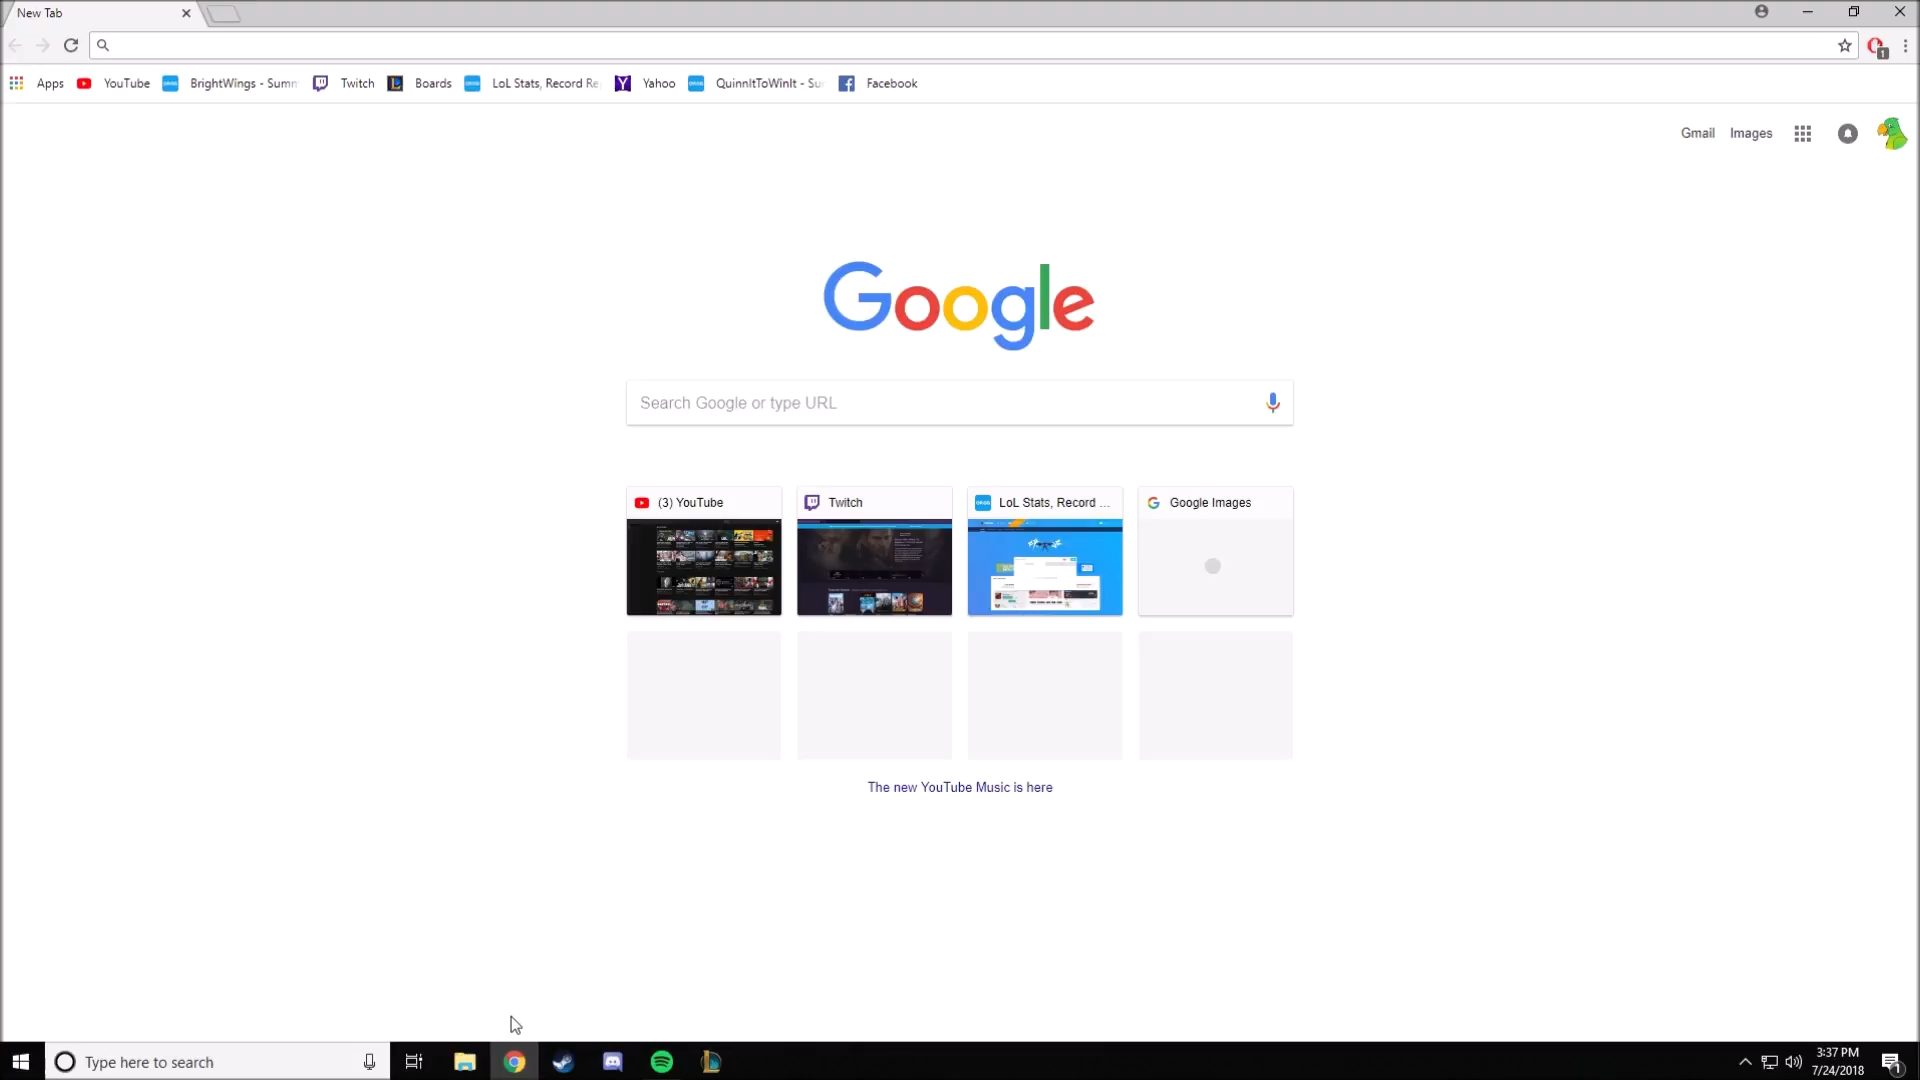 New Tab
1
Apps YouTube BrightWings - Summ Twitch Boards LoL Stats, Record Re Yahoo QuinnItToWinIt - Su Facebook
Gmail Images
Google
Search Google or type URL
(3) YouTube Twitch LoL Stats, Record ... Google Images
The new YouTube Music is here
Type here to search
3:37 PM
7/24/2018
1